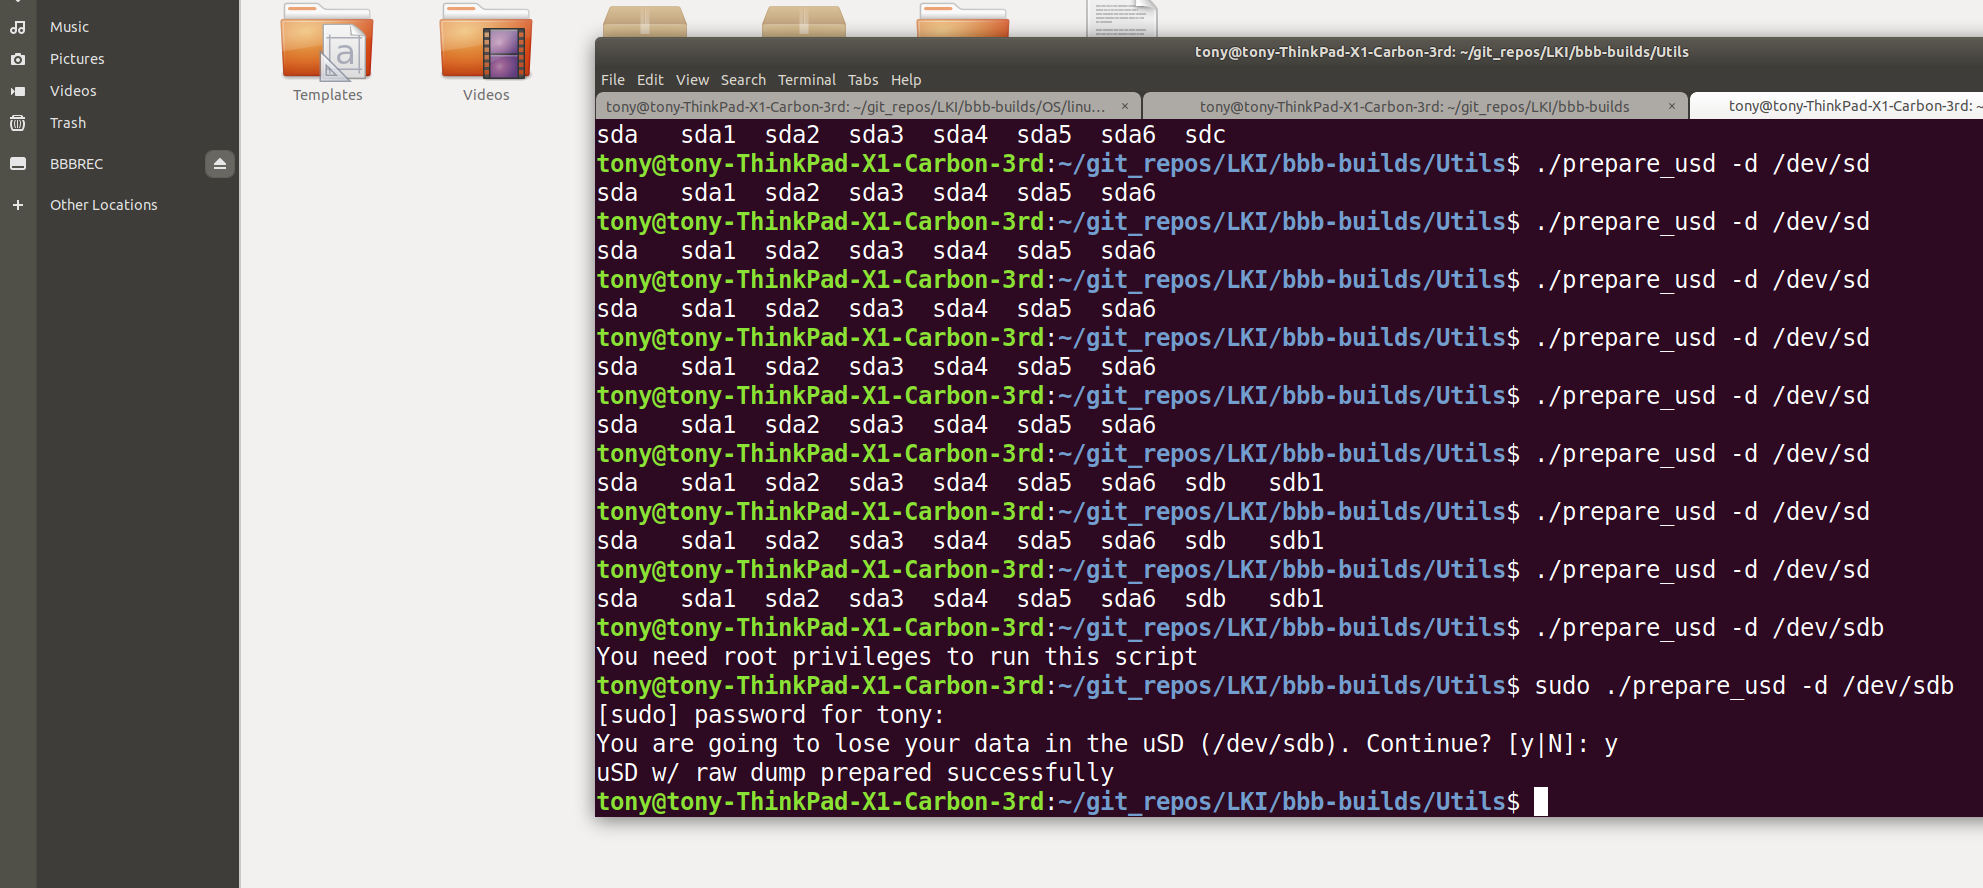 Music
Pictures
Videos
Trash
BBBREC
Other Locations
Templates
Videos
tony@tony-ThinkPad-X1-Carbon-3rd: ~/git_repos/LKI/bbb-builds/Utils
File Edit View Search Terminal Tabs Help
tony@tony-ThinkPad-X1-Carbon-3rd: ~/git_repos/LKI/bbb-builds/OS/linu… × tony@tony-ThinkPad-X1-Carbon-3rd: ~/git_repos/LKI/bbb-builds × tony@tony-ThinkPad-X1-Carbon-3rd: ~
sda sda1 sda2 sda3 sda4 sda5 sda6 sdc
tony@tony-ThinkPad-X1-Carbon-3rd:~/git_repos/LKI/bbb-builds/Utils$ ./prepare_usd -d /dev/sd
sda sda1 sda2 sda3 sda4 sda5 sda6
tony@tony-ThinkPad-X1-Carbon-3rd:~/git_repos/LKI/bbb-builds/Utils$ ./prepare_usd -d /dev/sd
sda sda1 sda2 sda3 sda4 sda5 sda6
tony@tony-ThinkPad-X1-Carbon-3rd:~/git_repos/LKI/bbb-builds/Utils$ ./prepare_usd -d /dev/sd
sda sda1 sda2 sda3 sda4 sda5 sda6
tony@tony-ThinkPad-X1-Carbon-3rd:~/git_repos/LKI/bbb-builds/Utils$ ./prepare_usd -d /dev/sd
sda sda1 sda2 sda3 sda4 sda5 sda6
tony@tony-ThinkPad-X1-Carbon-3rd:~/git_repos/LKI/bbb-builds/Utils$ ./prepare_usd -d /dev/sd
sda sda1 sda2 sda3 sda4 sda5 sda6
tony@tony-ThinkPad-X1-Carbon-3rd:~/git_repos/LKI/bbb-builds/Utils$ ./prepare_usd -d /dev/sd
sda sda1 sda2 sda3 sda4 sda5 sda6 sdb sdb1
tony@tony-ThinkPad-X1-Carbon-3rd:~/git_repos/LKI/bbb-builds/Utils$ ./prepare_usd -d /dev/sd
sda sda1 sda2 sda3 sda4 sda5 sda6 sdb sdb1
tony@tony-ThinkPad-X1-Carbon-3rd:~/git_repos/LKI/bbb-builds/Utils$ ./prepare_usd -d /dev/sd
sda sda1 sda2 sda3 sda4 sda5 sda6 sdb sdb1
tony@tony-ThinkPad-X1-Carbon-3rd:~/git_repos/LKI/bbb-builds/Utils$ ./prepare_usd -d /dev/sdb
You need root privileges to run this script
tony@tony-ThinkPad-X1-Carbon-3rd:~/git_repos/LKI/bbb-builds/Utils$ sudo ./prepare_usd -d /dev/sdb
[sudo] password for tony:
You are going to lose your data in the uSD (/dev/sdb). Continue? [y|N]: y
uSD w/ raw dump prepared successfully
tony@tony-ThinkPad-X1-Carbon-3rd:~/git_repos/LKI/bbb-builds/Utils$